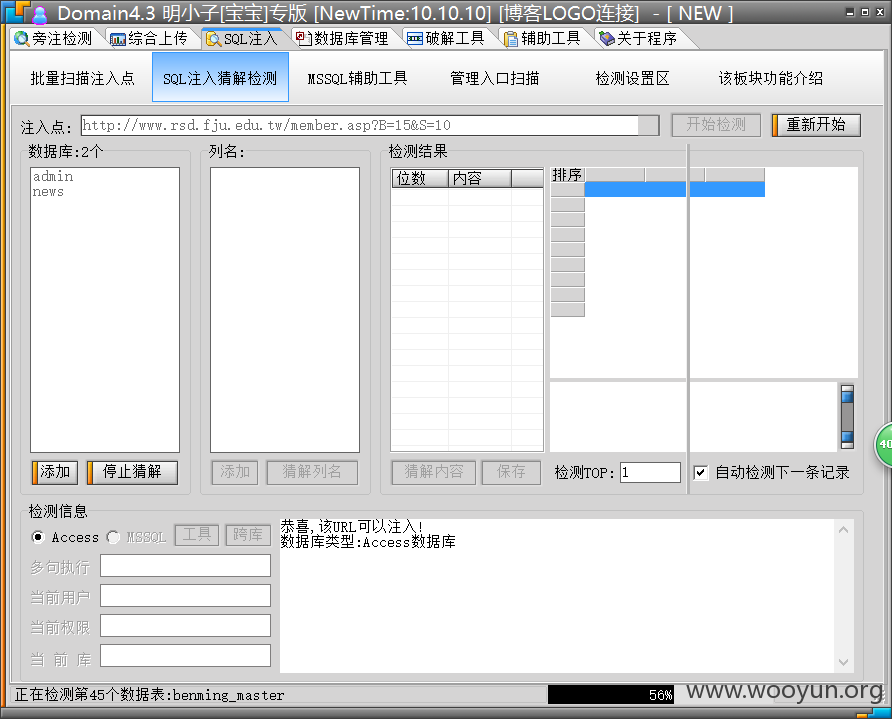 Domain4.3 明小子[宝宝]专版 [NewTime:10.10.10] [博客LOGO连接] - [ NEW ]
旁注检测 综合上传 SQL注入 数据库管理 破解工具 辅助工具 关于程序
批量扫描注入点 SQL注入猜解检测 MSSQL辅助工具 管理入口扫描 检测设置区 该板块功能介绍
注入点: http://www.rsd.fju.edu.tw/member.asp?B=15&S=10 开始检测 重新开始
数据库:2个 列名: 检测结果
位数 内容 排序
admin
news
添加 停止猜解 添加 猜解列名 猜解内容 保存 检测TOP: 1 自动检测下一条记录
40
检测信息
Access MSSQL 工具 跨库
恭喜,该URL可以注入!
数据库类型:Access数据库
多句执行
当前用户
当前权限
当 前 库
正在检测第45个数据表:benming_master 56%
www.wooyun.org